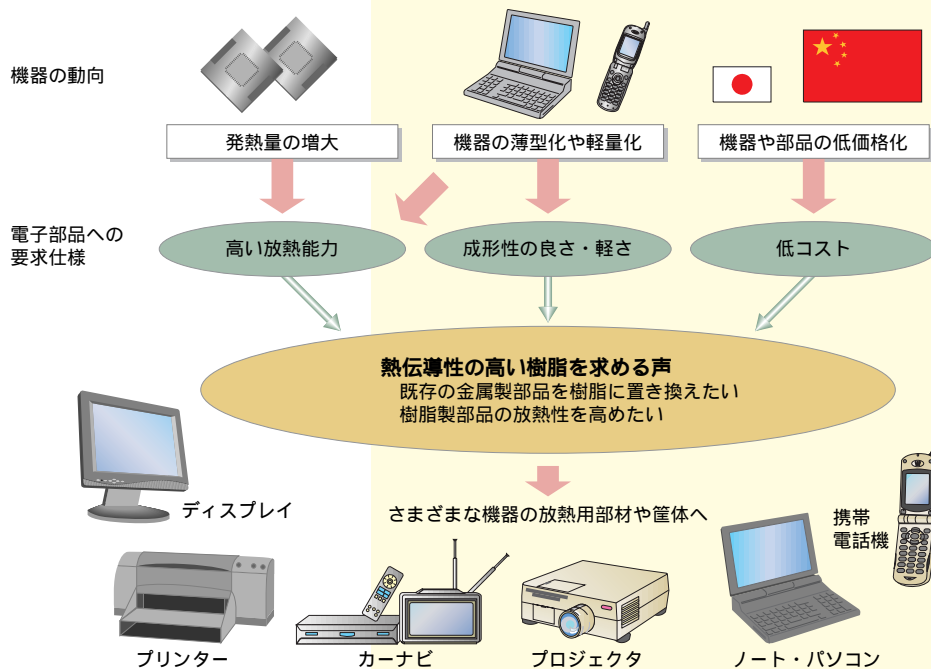 機器の動向
発熱量の増大
機器の薄型化や軽量化
機器や部品の低価格化
電子部品への
要求仕様
高い放熱能力
成形性の良さ・軽さ
低コスト
熱伝導性の高い樹脂を求める声
既存の金属製部品を樹脂に置き換えたい
樹脂製部品の放熱性を高めたい
さまざまな機器の放熱用部材や筐体へ
ディスプレイ
携帯
電話機
プリンター
カーナビ
プロジェクタ
ノート・パソコン